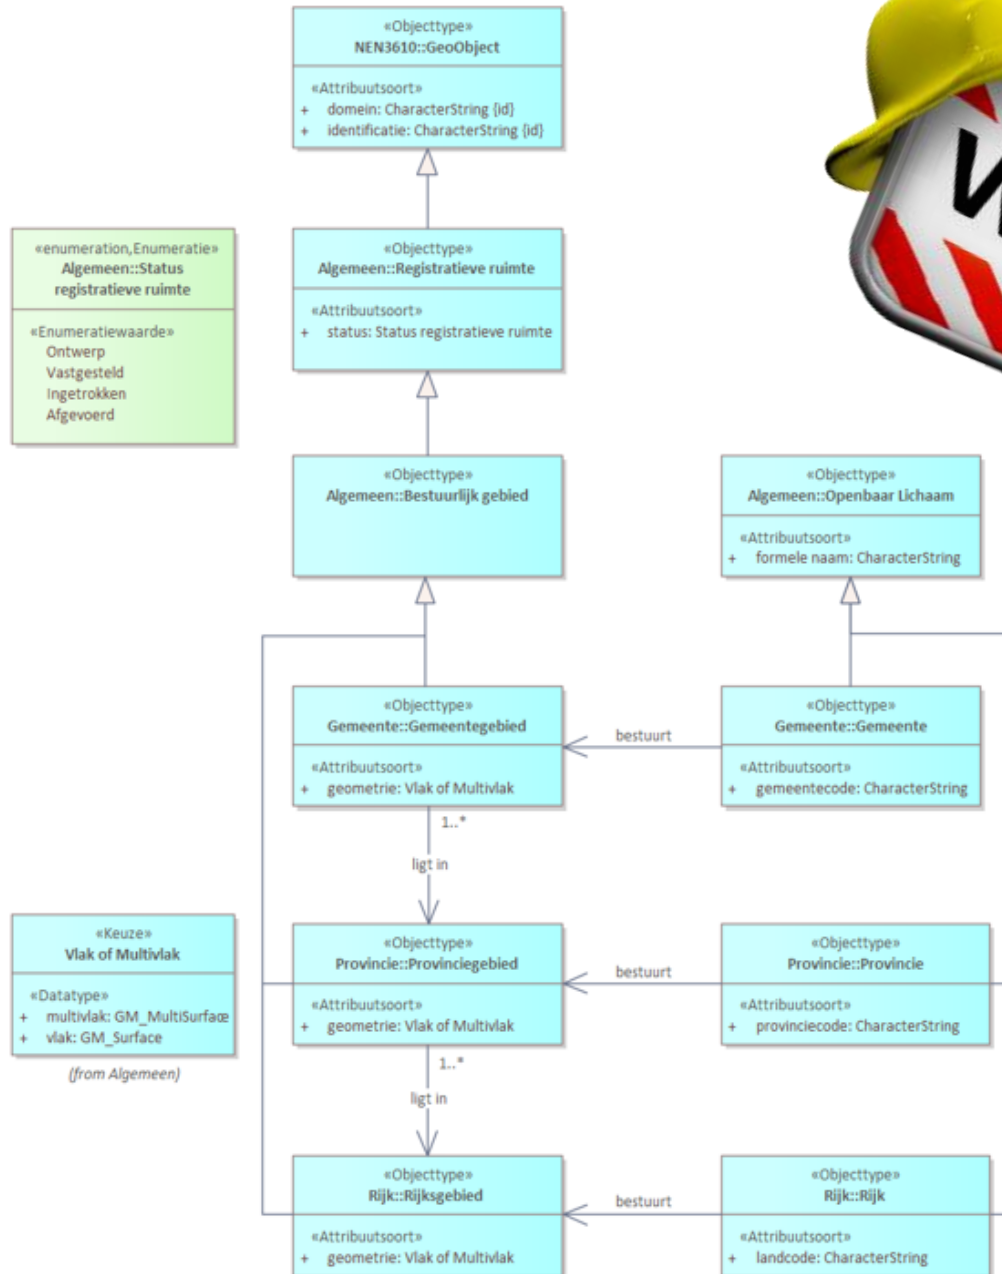 «Objecttype»
NEN3610::GeoObject
«Attribuutsoort»
+ domein: CharacterString {id}
+ identificatie: CharacterString {id}
«enumeration,Enumeratie»
Algemeen::Status
registratieve ruimte
«Enumeratiewaarde»
Ontwerp
Vastgesteld
Ingetrokken
Afgevoerd
«Objecttype»
Algemeen::Registratieve ruimte
«Attribuutsoort»
+ status: Status registratieve ruimte
«Objecttype»
Algemeen::Bestuurlijk gebied
«Objecttype»
Algemeen::Openbaar Lichaam
«Attribuutsoort»
+ formele naam: CharacterString
«Objecttype»
Gemeente::Gemeentegebied
«Attribuutsoort»
+ geometrie: Vlak of Multivlak
bestuurt
«Objecttype»
Gemeente::Gemeente
«Attribuutsoort»
+ gemeentecode: CharacterString
1..*
ligt in
«Keuze»
Vlak of Multivlak
«Datatype»
+ multivlak: GM_MultiSurface
+ vlak: GM_Surface
(from Algemeen)
«Objecttype»
Provincie::Provinciegebied
«Attribuutsoort»
+ geometrie: Vlak of Multivlak
bestuurt
«Objecttype»
Provincie::Provincie
«Attribuutsoort»
+ provinciecode: CharacterString
1..*
ligt in
«Objecttype»
Rijk::Rijksgebied
«Attribuutsoort»
+ geometrie: Vlak of Multivlak
bestuurt
«Objecttype»
Rijk::Rijk
«Attribuutsoort»
+ landcode: CharacterString